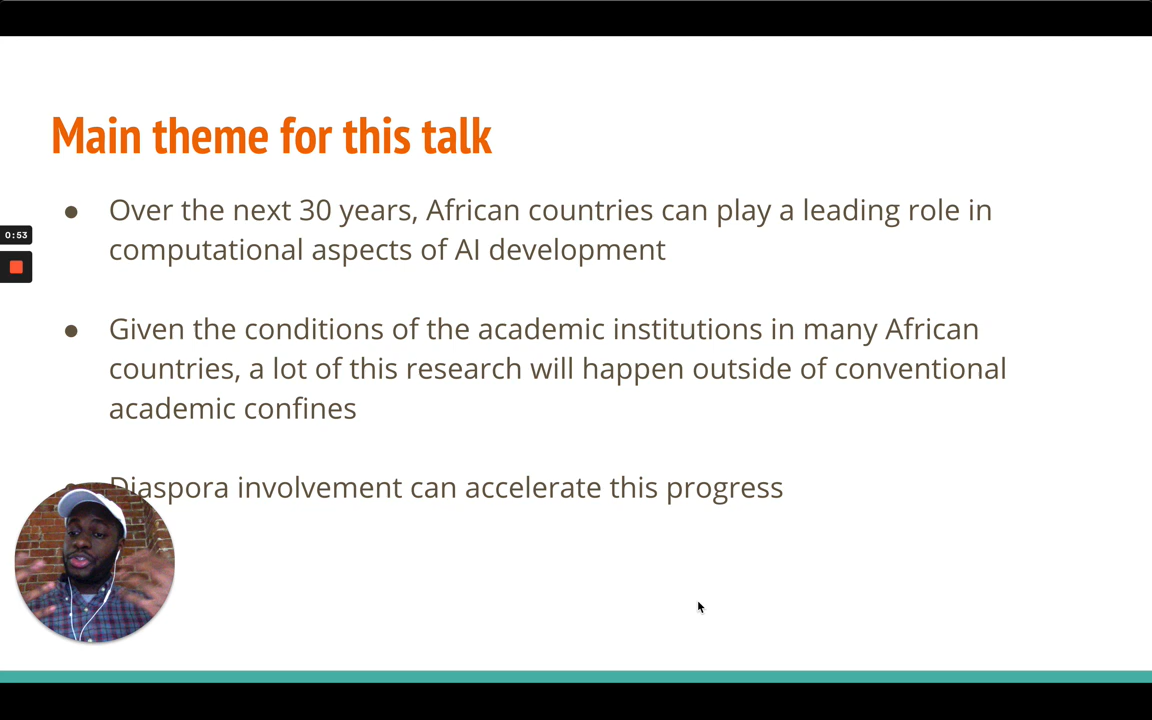 Main theme for this talk
Over the next 30 years, African countries can play a leading role in
computational aspects of AI development
0:53
Given the conditions of the academic institutions in many African
countries, a lot of this research will happen outside of conventional
academic confines
Diaspora involvement can accelerate this progress